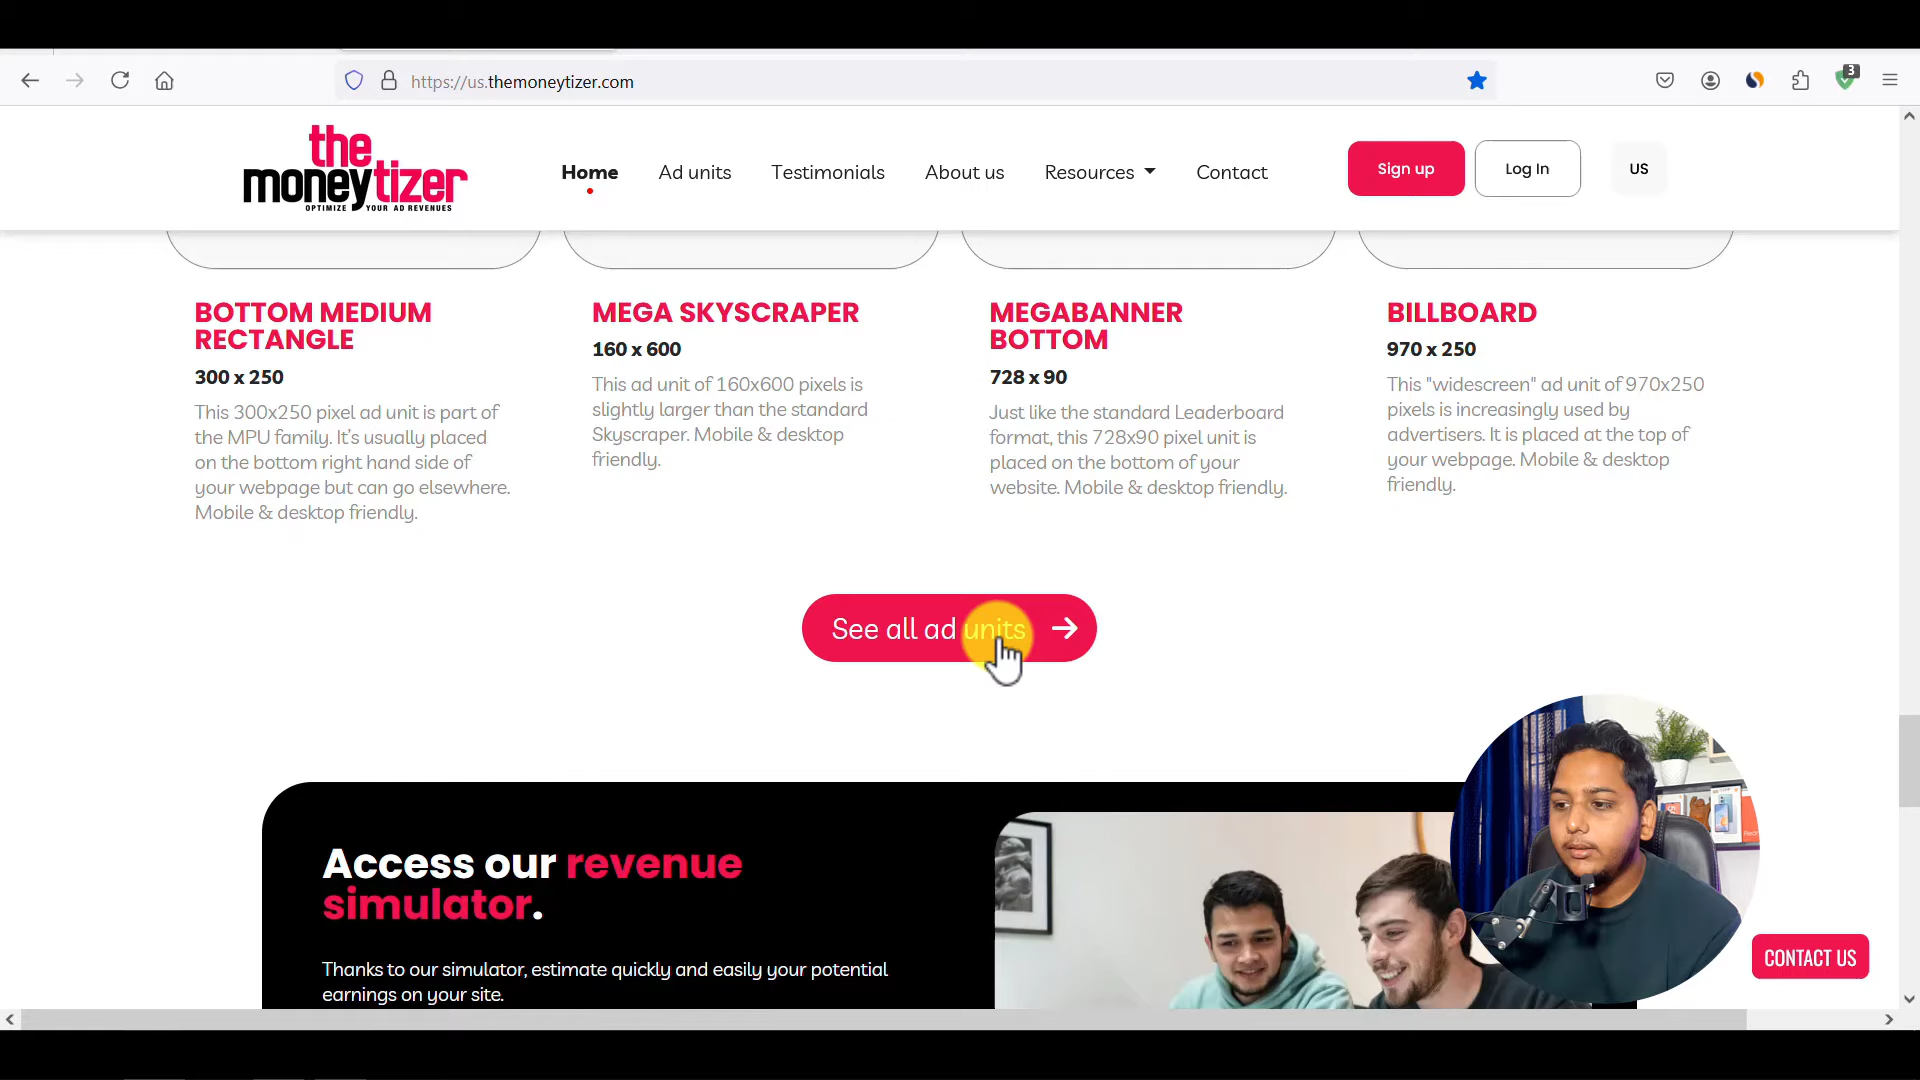 https://us.themoneytizer.com
3
the
moneytizer
OPTIMIZE YOUR AD REVENUES
Home
Ad units
Testimonials
About us
Resources
Contact
Sign up
Log In
US
BOTTOM MEDIUM
RECTANGLE
300 x 250
This 300x250 pixel ad unit is part of
the MPU family. It’s usually placed
on the bottom right hand side of
your webpage but can go elsewhere.
Mobile & desktop friendly.
MEGA SKYSCRAPER
160 x 600
This ad unit of 160x600 pixels is
slightly larger than the standard
Skyscraper. Mobile & desktop
friendly.
MEGABANNER
BOTTOM
728 x 90
Just like the standard Leaderboard
format, this 728x90 pixel unit is
placed on the bottom of your
website. Mobile & desktop friendly.
BILLBOARD
970 x 250
This "widescreen" ad unit of 970x250
pixels is increasingly used by
advertisers. It is placed at the top of
your webpage. Mobile & desktop
friendly.
See all ad units
Access our revenue
simulator.
Thanks to our simulator, estimate quickly and easily your potential
earnings on your site.
CONTACT US